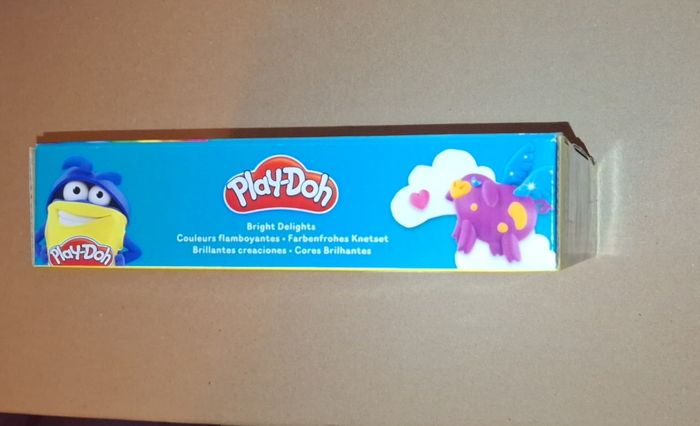 Play-Doh
Bright Delights
Couleurs flamboyantes • Farbenfrohes Knetset
Brillantes creaciones • Cores Brilhantes
Play-Doh